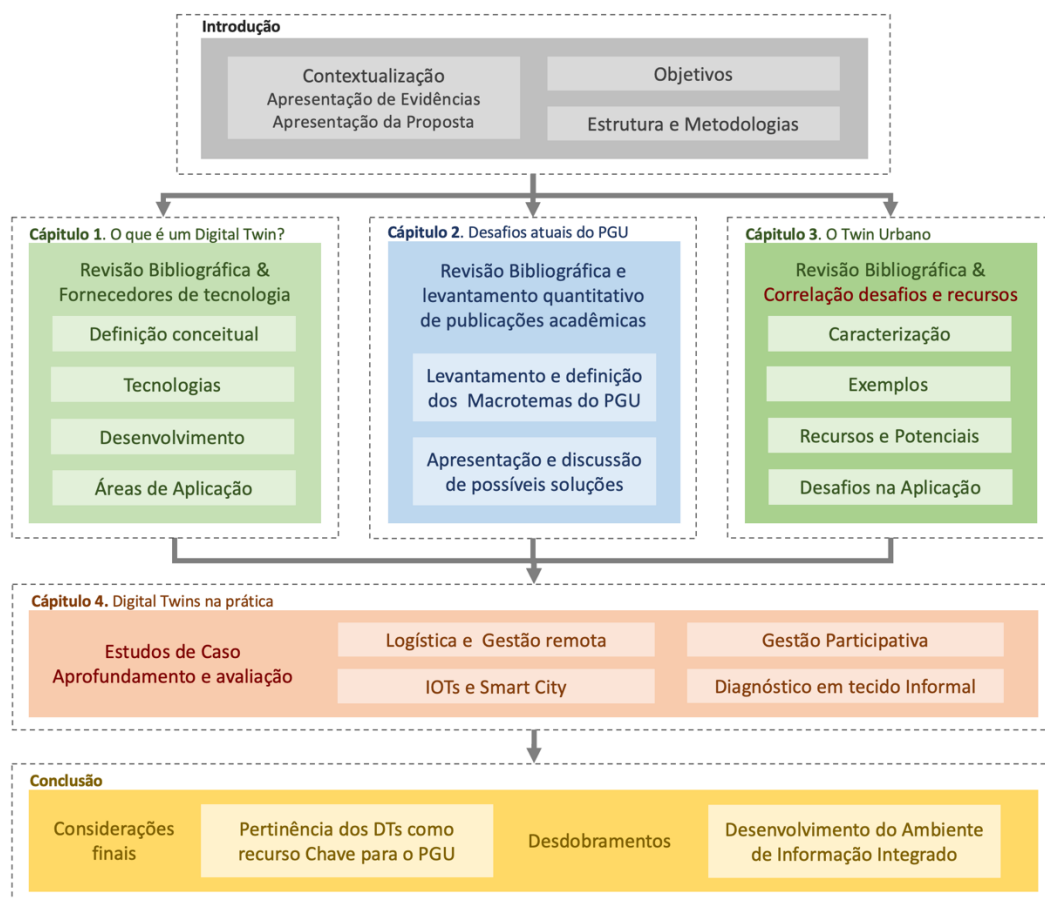 Introdução
Contextualização
Apresentação de Evidências
Apresentação da Proposta
Objetivos
Estrutura e Metodologias
Cápitulo 1. O que é um Digital Twin?
Revisão Bibliográfica &
Fornecedores de tecnologia
Definição conceitual
Tecnologias
Desenvolvimento
Áreas de Aplicação
Cápitulo 2. Desafios atuais do PGU
Revisão Bibliográfica e
levantamento quantitativo
de publicações acadêmicas
Levantamento e definição
dos Macrotemas do PGU
Apresentação e discussão
de possíveis soluções
Cápitulo 3. O Twin Urbano
Revisão Bibliográfica &
Correlação desafios e recursos
Caracterização
Exemplos
Recursos e Potenciais
Desafios na Aplicação
Cápitulo 4. Digital Twins na prática
Estudos de Caso
Aprofundamento e avaliação
Logística e Gestão remota
IOTs e Smart City
Gestão Participativa
Diagnóstico em tecido Informal
Conclusão
Considerações
finais
Pertinência dos DTs como
recurso Chave para o PGU
Desdobramentos
Desenvolvimento do Ambiente
de Informação Integrado